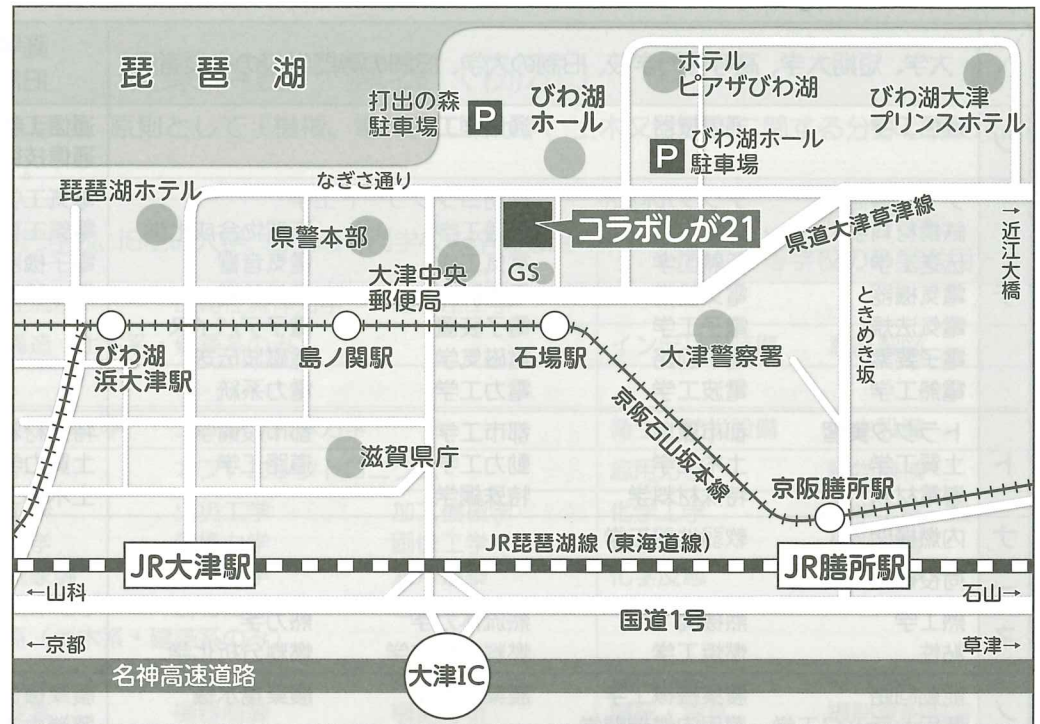 琵琶湖
打出の森
駐車場
P
びわ湖
ホール
ホテル
ピアザびわ湖
P
びわ湖ホール
駐車場
びわ湖大津
プリンスホテル
なぎさ通り
琵琶湖ホテル
県警本部
大津中央
郵便局
コラボしが21
GS
県道大津草津線
→近江大橋
ときめき坂
びわ湖
浜大津駅
島ノ関駅
石場駅
大津警察署
京阪石山坂本線
滋賀県庁
京阪膳所駅
JR琵琶湖線(東海道線)
JR大津駅
JR膳所駅
←山科
石山→
国道1号
←京都
草津→
名神高速道路
大津IC